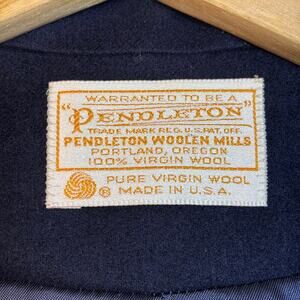 WARRANTED TO BE A
"PENDLETON"
TRADE MARK REG. U.S. PAT. OFF.
PENDLETON WOOLEN MILLS
PORTLAND, OREGON
100% VIRGIN WOOL
PURE VIRGIN WOOL
® MADE IN U.S.A.